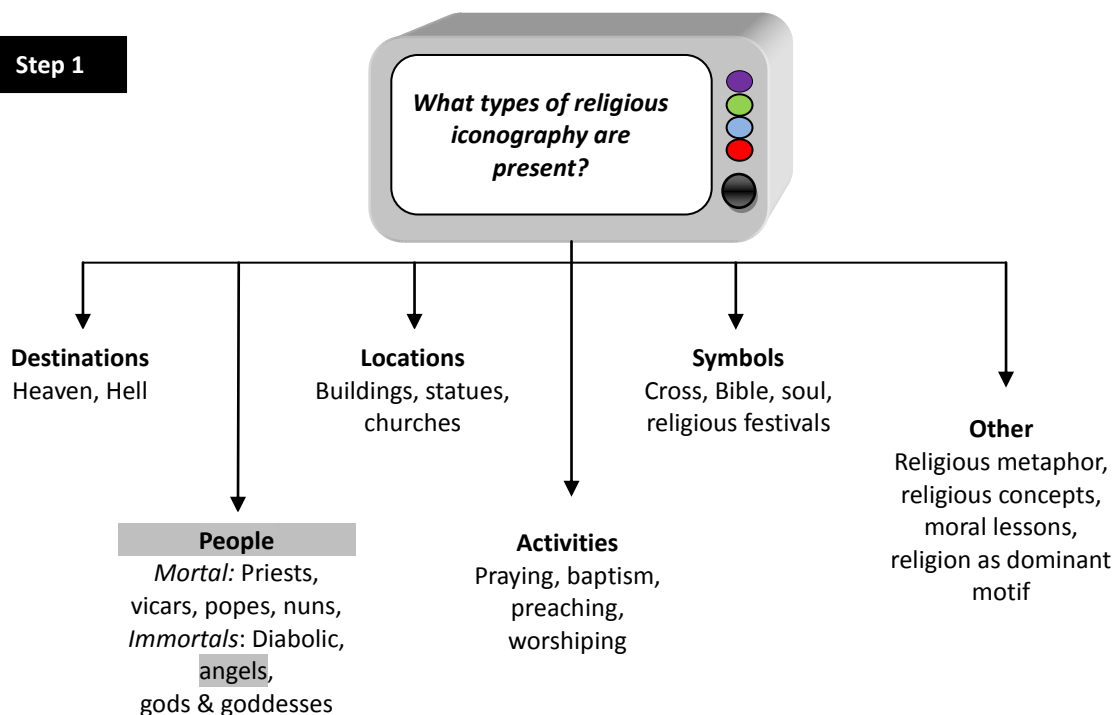 Step 1
What types of religious
iconography are
present?
Destinations
Heaven, Hell
Locations
Buildings, statues,
churches
Symbols
Cross, Bible, soul,
religious festivals
Other
Religious metaphor,
religious concepts,
moral lessons,
religion as dominant
motif
People
Mortal: Priests,
vicars, popes, nuns,
Immortals: Diabolic,
angels,
gods & goddesses
Activities
Praying, baptism,
preaching,
worshiping